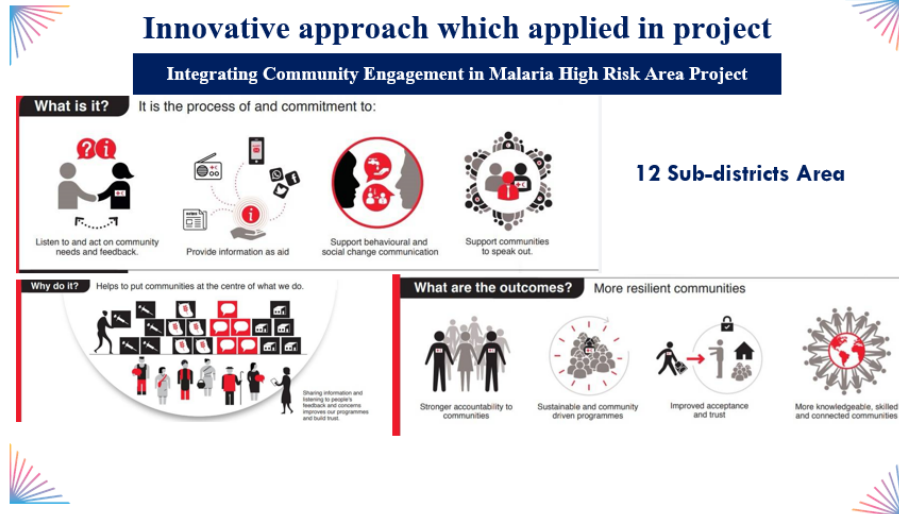 Innovative approach which applied in project
Integrating Community Engagement in Malaria High Risk Area Project
What is it?
It is the process of and commitment to:
Listen to and act on community
needs and feedback.
Provide information as aid
Support behavioural and
social change communication
Support communities
to speak out.
12 Sub-districts Area
Why do it?
Helps to put communities at the centre of what we do.
Sharing information and
listening to people's
feedback and concerns
improves our programmes
and build trust.
What are the outcomes?
More resilient communities
Stronger accountability to
communities
Sustainable and community
driven programmes
Improved acceptance
and trust
More knowledgeable, skilled
and connected communities